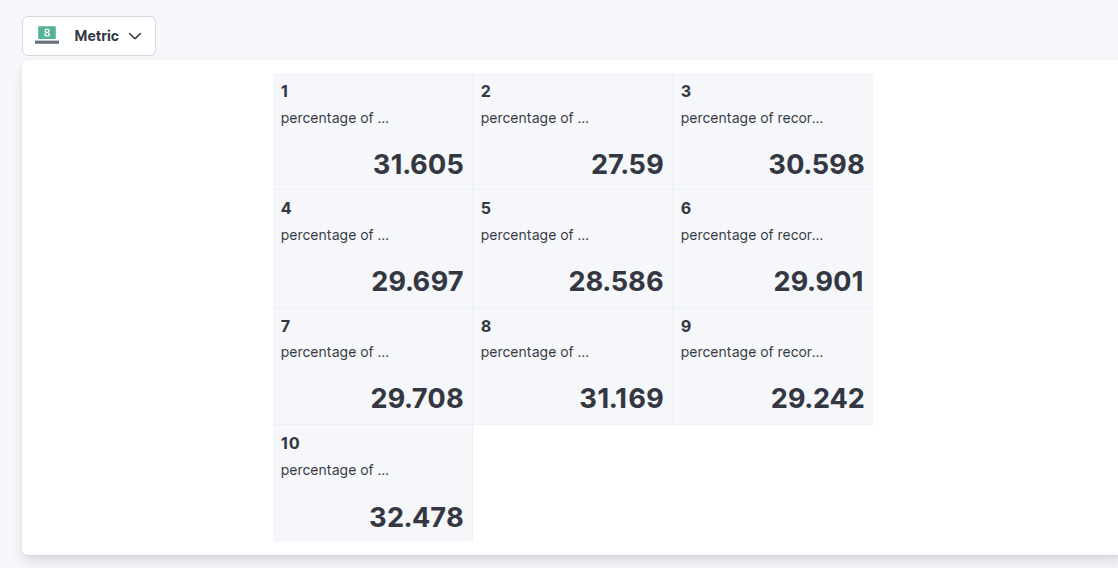 8 Metric
1
percentage of ...
31.605
2
percentage of ...
27.59
3
percentage of recor...
30.598
4
percentage of ...
29.697
5
percentage of ...
28.586
6
percentage of recor...
29.901
7
percentage of ...
29.708
8
percentage of ...
31.169
9
percentage of recor...
29.242
10
percentage of ...
32.478